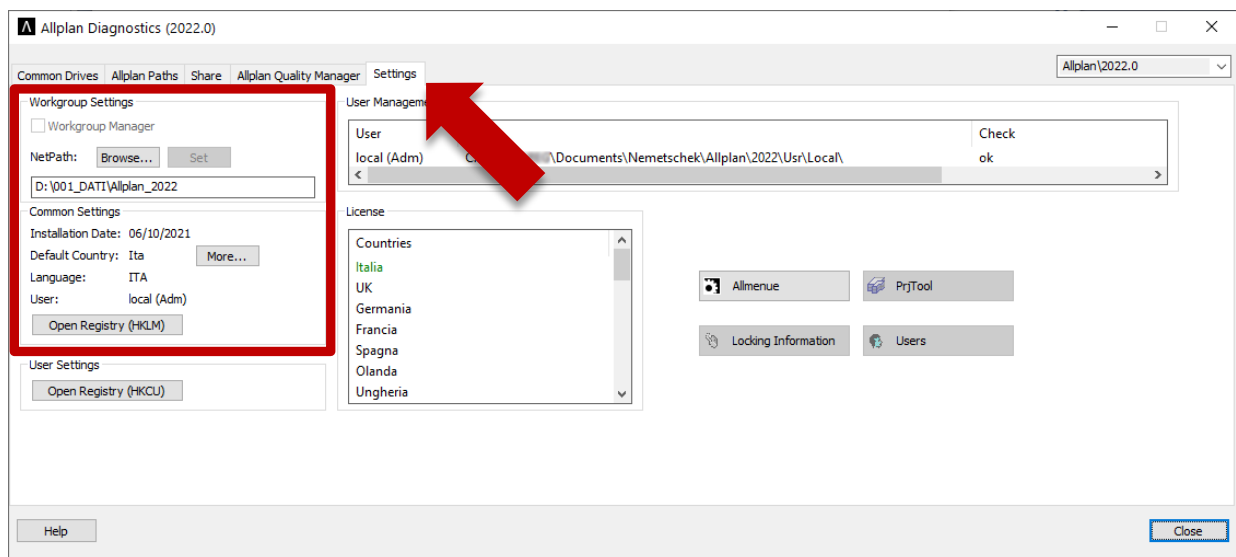 Allplan Diagnostics (2022.0)
Common Drives Allplan Paths Share Allplan Quality Manager Settings
Allplan\2022.0
Workgroup Settings
Workgroup Manager
NetPath: Browse... Set
D:\001_DATI\Allplan_2022
Common Settings
Installation Date: 06/10/2021
Default Country: Ita More...
Language: ITA
User: local (Adm)
Open Registry (HKLM)
User Settings
Open Registry (HKCU)
User
User Check
local (Adm) \Documents\Nemetschek\Allplan\2022\Usr\Local\ ok
License
Countries
Italia
UK
Germania
Francia
Spagna
Olanda
Ungheria
Allmenue PrjTool
Locking Information Users
Help Close